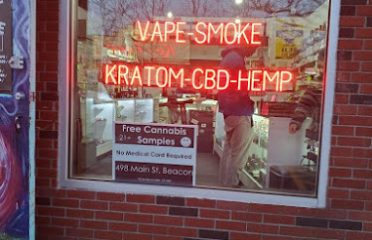 VAPE-SMOKE
KRATOM-CBD-HEMP
Free Cannabis
21+ Samples
No Medical Card Required
498 Main St, Beacon